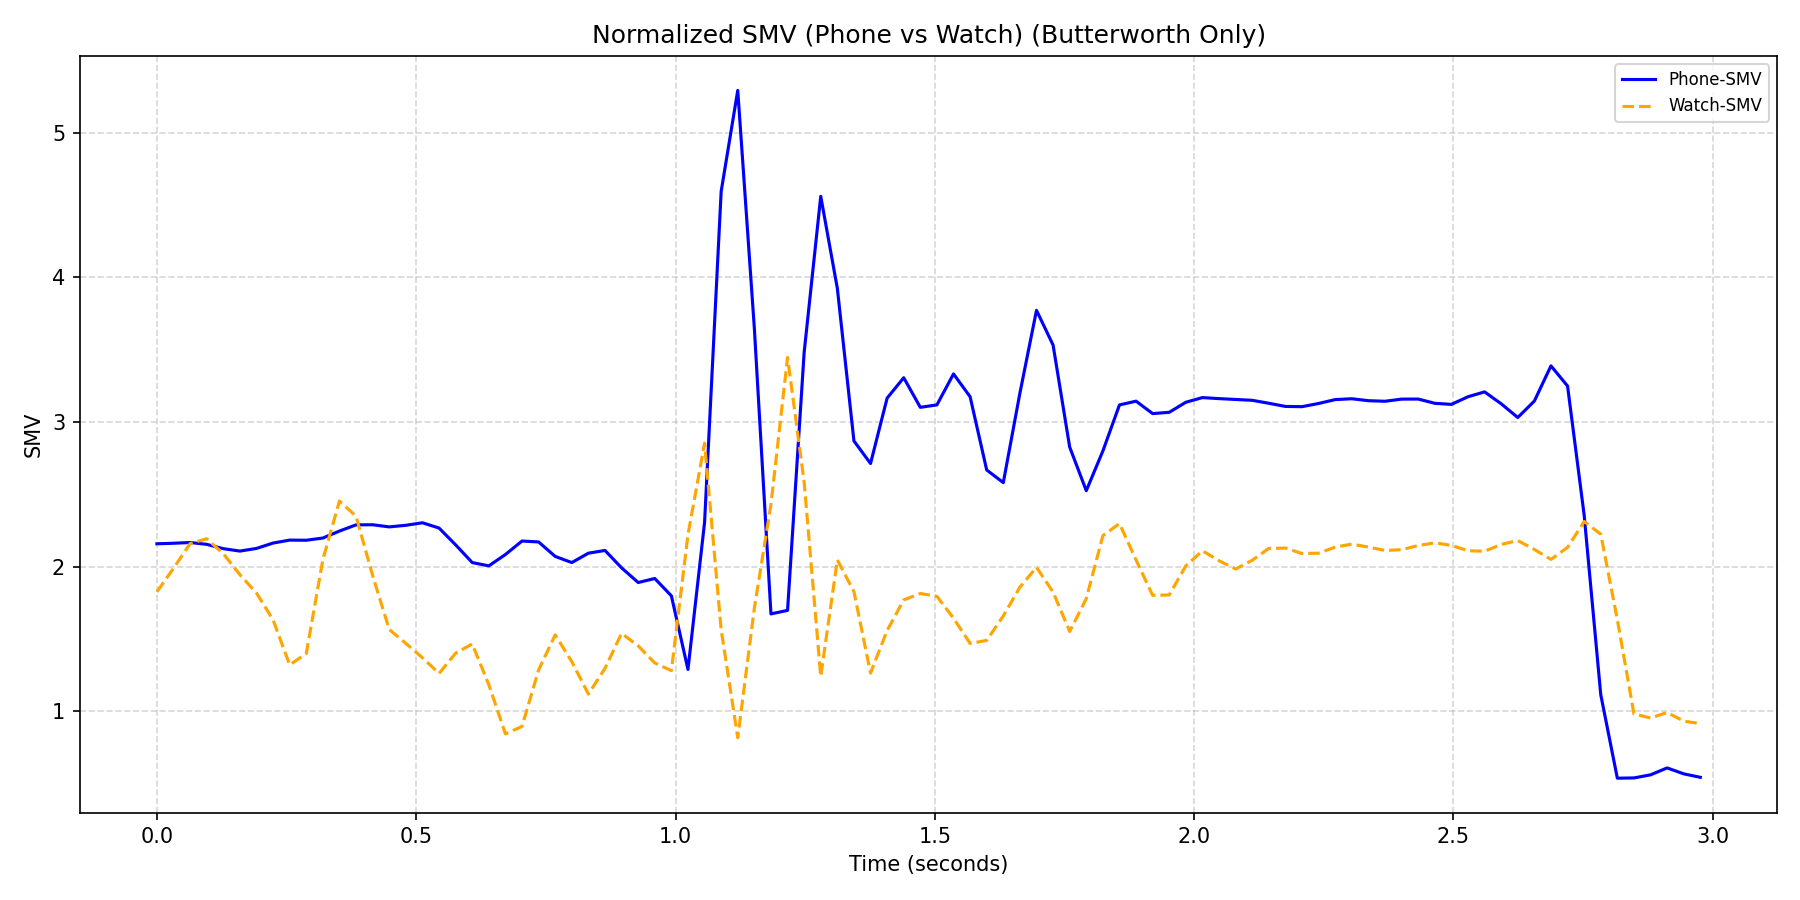 Normalized SMV (Phone vs Watch) (Butterworth Only)
Phone-SMV
Watch-SMV
5
4
3
2
1
SMV
0.0 0.5 1.0 1.5 2.0 2.5 3.0
Time (seconds)